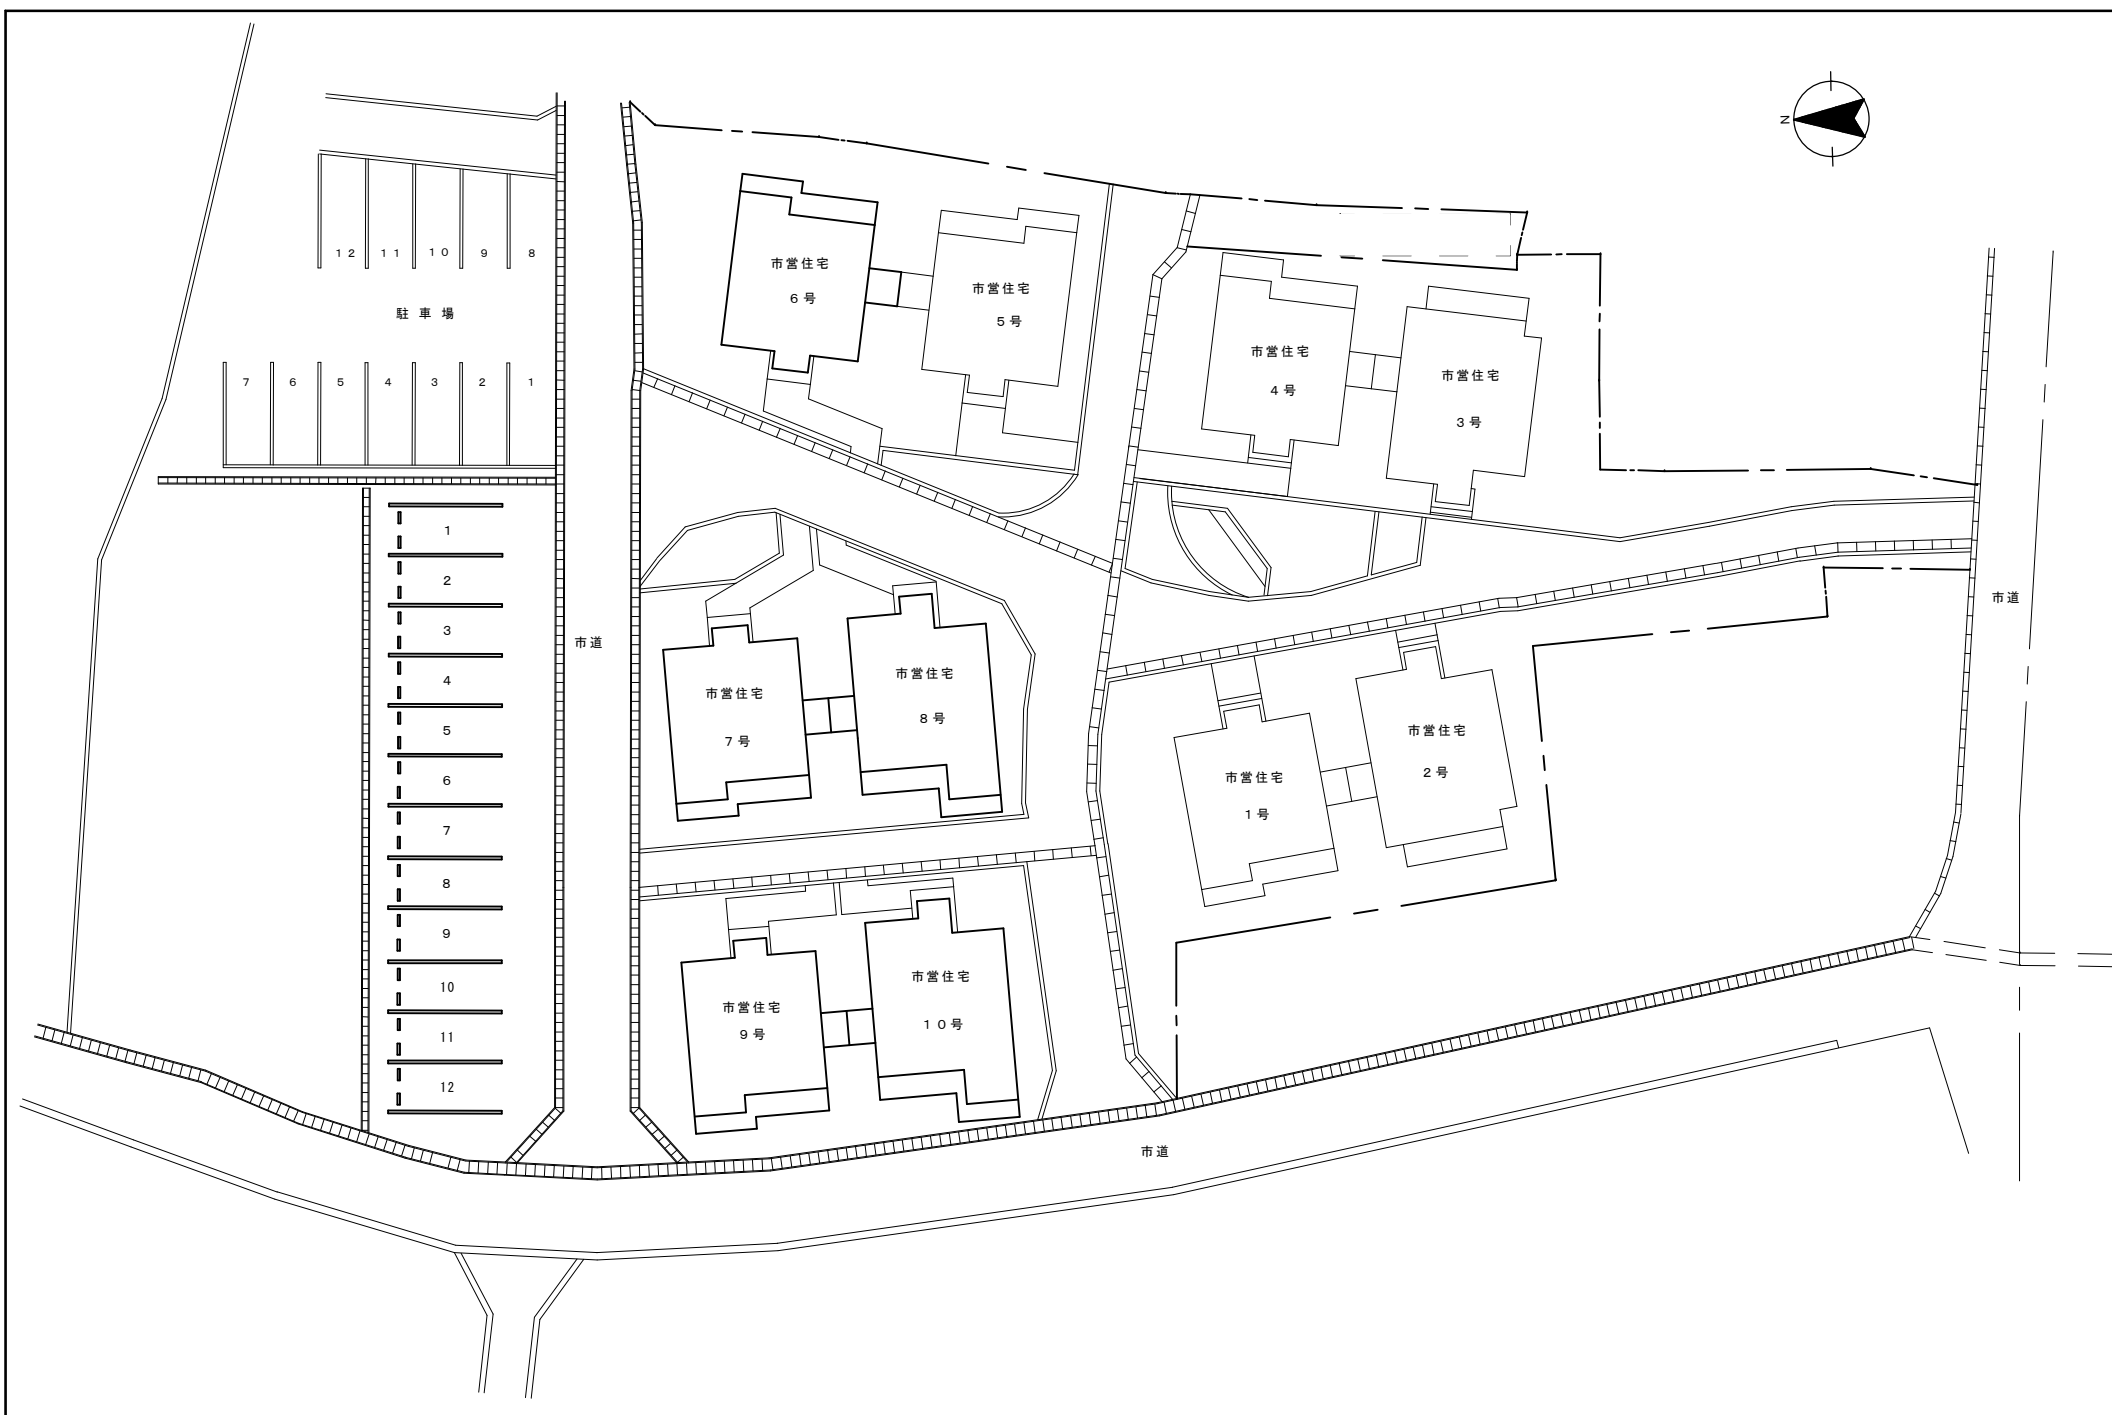 N
１２ １１ １０ ９ ８
駐 車 場
７ ６ ５ ４ ３ ２ １
市営住宅
６号
市営住宅
５号
市営住宅
４号
市営住宅
３号
1
2
3
4
5
6
7
8
9
10
11
12
市道
市営住宅
７号
市営住宅
８号
市営住宅
１号
市営住宅
２号
市道
市営住宅
９号
市営住宅
１０号
市道